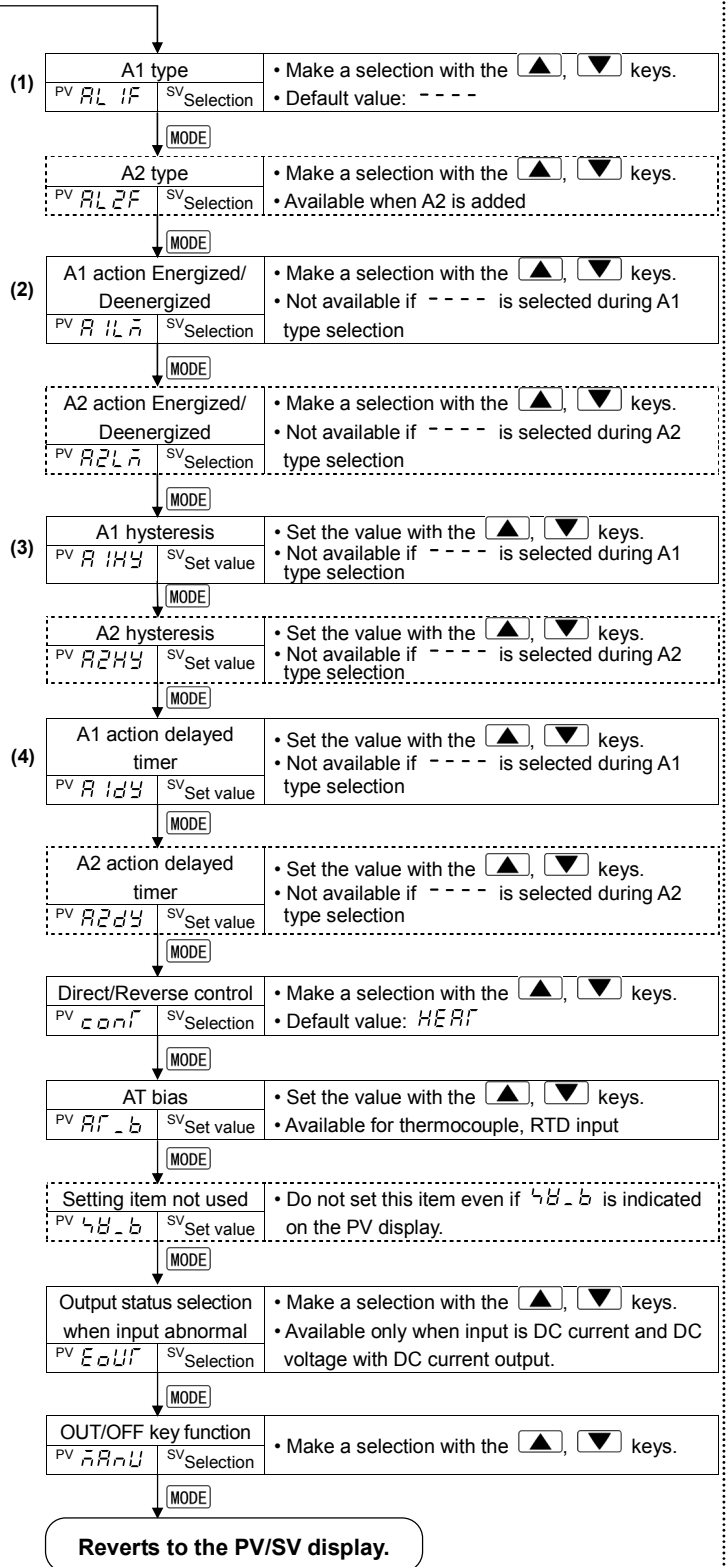 (1)
A1 type
PV AL1F SV Selection
• Make a selection with the ▲, ▼ keys.
• Default value: ----
MODE
A2 type
PV AL2F SV Selection
• Make a selection with the ▲, ▼ keys.
• Available when A2 is added
MODE
(2)
A1 action Energized/
Deenergized
PV A1Lm SV Selection
• Make a selection with the ▲, ▼ keys.
• Not available if ---- is selected during A1
type selection
MODE
A2 action Energized/
Deenergized
PV A2Lm SV Selection
• Make a selection with the ▲, ▼ keys.
• Not available if ---- is selected during A2
type selection
MODE
(3)
A1 hysteresis
PV A1HY SV Set value
• Set the value with the ▲, ▼ keys.
• Not available if ---- is selected during A1
type selection
MODE
A2 hysteresis
PV A2HY SV Set value
• Set the value with the ▲, ▼ keys.
• Not available if ---- is selected during A2
type selection
MODE
(4)
A1 action delayed
timer
PV A1dY SV Set value
• Set the value with the ▲, ▼ keys.
• Not available if ---- is selected during A1
type selection
MODE
A2 action delayed
timer
PV A2dY SV Set value
• Set the value with the ▲, ▼ keys.
• Not available if ---- is selected during A2
type selection
MODE
Direct/Reverse control
PV conT SV Selection
• Make a selection with the ▲, ▼ keys.
• Default value: HEAT
MODE
AT bias
PV AT_b SV Set value
• Set the value with the ▲, ▼ keys.
• Available for thermocouple, RTD input
MODE
Setting item not used
PV SV_b SV Set value
• Do not set this item even if SV_b is indicated
on the PV display.
MODE
Output status selection
when input abnormal
PV EoUT SV Selection
• Make a selection with the ▲, ▼ keys.
• Available only when input is DC current and DC
voltage with DC current output.
MODE
OUT/OFF key function
PV mAnU SV Selection
• Make a selection with the ▲, ▼ keys.
MODE
Reverts to the PV/SV display.